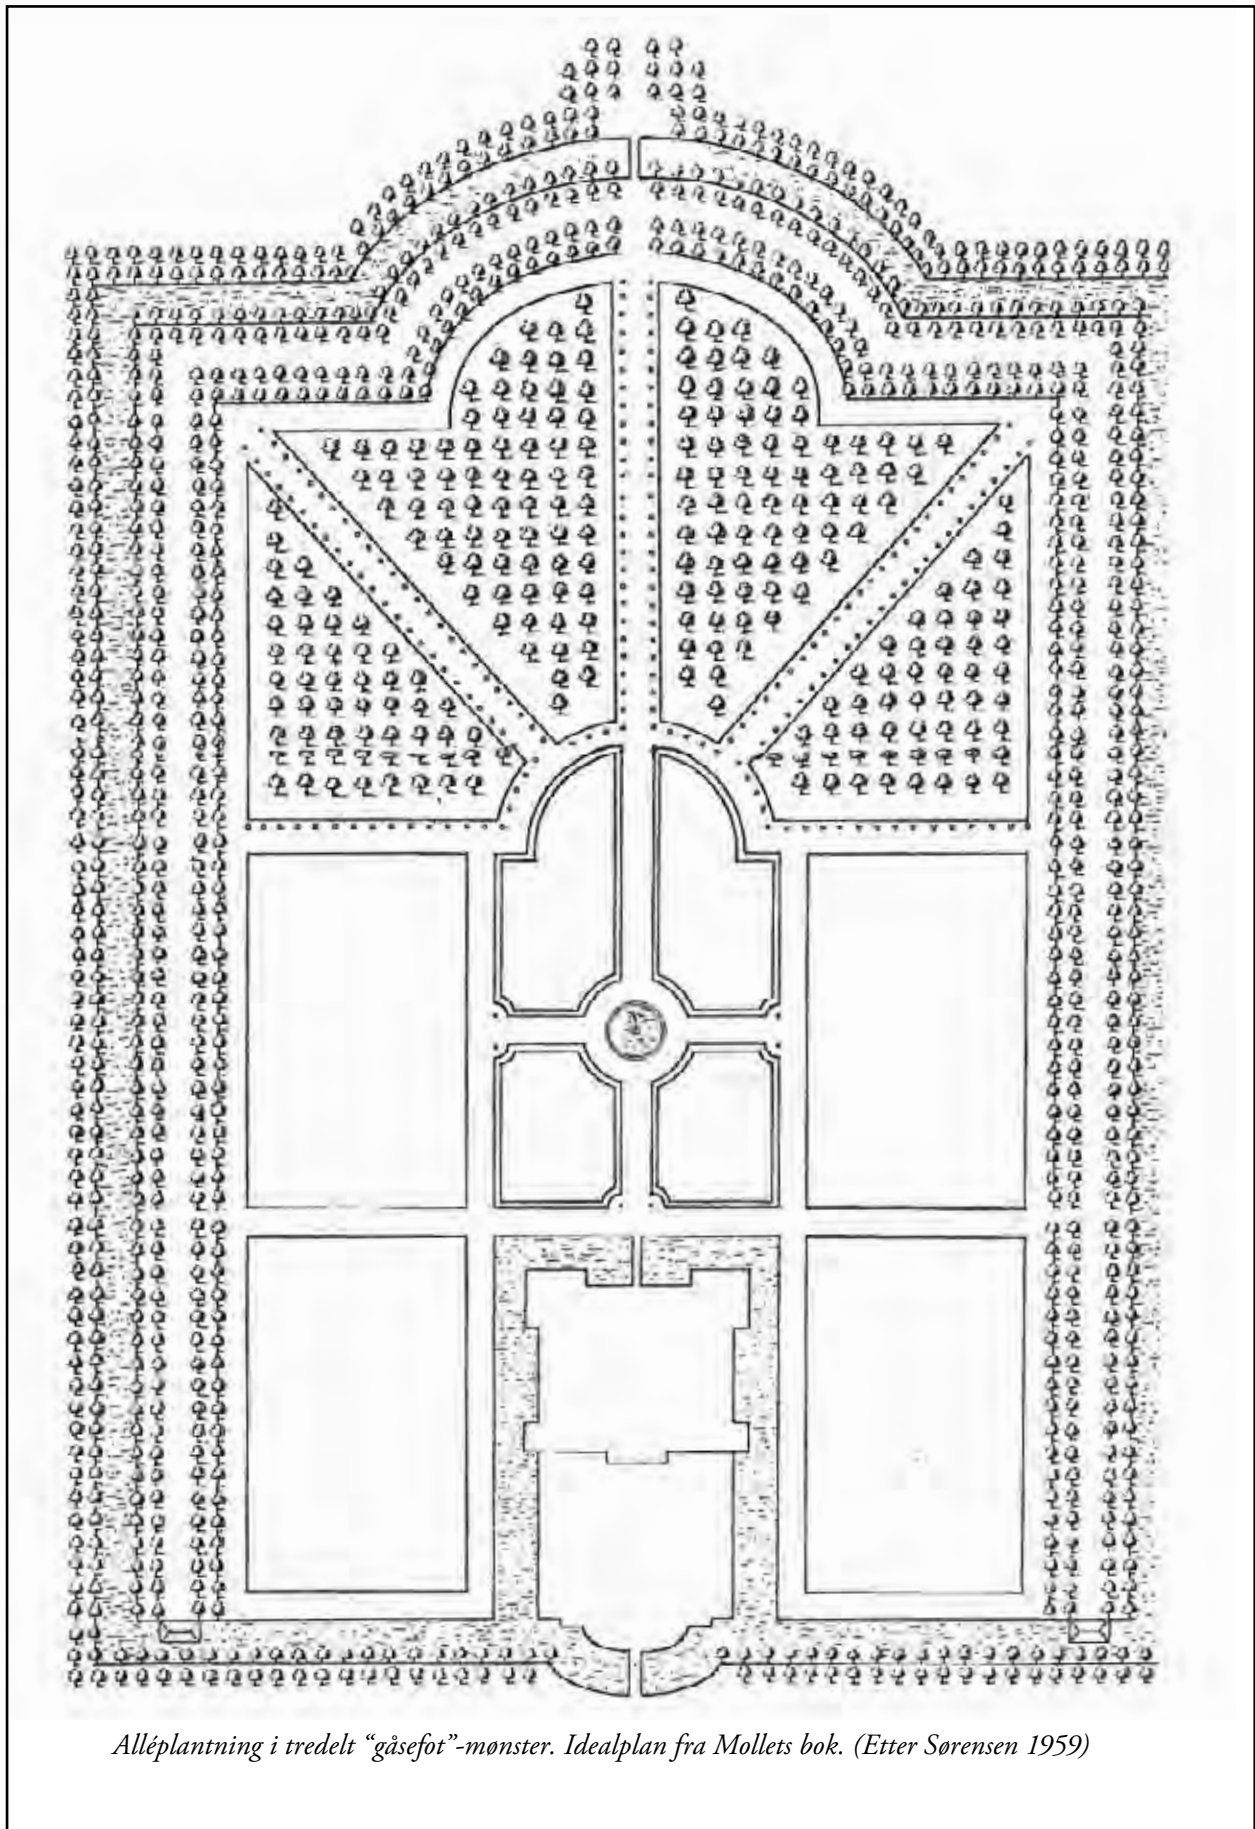 Alléplantning i tredelt “gåsefot”-mønster. Idealplan fra Mollets bok. (Etter Sørensen 1959)